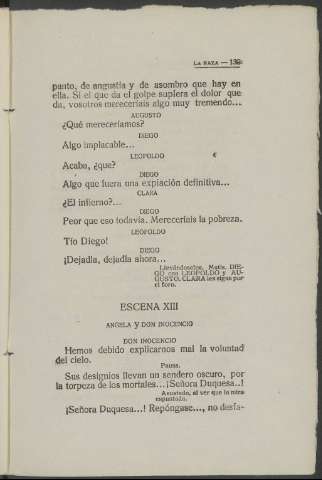 LA RAZA — 139
panto, de angustia y de asombro que hay en
ella. Si el que da el golpe supiera el dolor que
da, vosotros mereceríais algo muy tremendo...
AUGUSTO
¿Qué mereceríamos?
DIEGO
Algo implacable...
LEOPOLDO
Acaba, ¿que?
DIEGO
Algo que fuera una expiación definitiva...
CLARA
¿El infierno?...
DIEGO
Peor que eso todavía. Mereceríais la pobreza.
LEOPOLDO
Tío Diego!
DIEGO
¡Dejadla, dejadla ahora...
Llevándoselos. Mutis. DIE-
GO con LEOPOLDO y AU-
GUSTO. CLARA les sigue por
el foro.
ESCENA XIII
ANGELA y DON INOCENCIO
DON INOCENCIO
Hemos debido explicarnos mal la voluntad
del cielo.
Pausa.
Sus designios llevan un sendero oscuro, por
la torpeza de los mortales...¡Señora Duquesa..!
Asustado, al ver que la mira
espantado.
¡Señora Duquesa...! Repóngase..., no desfa-